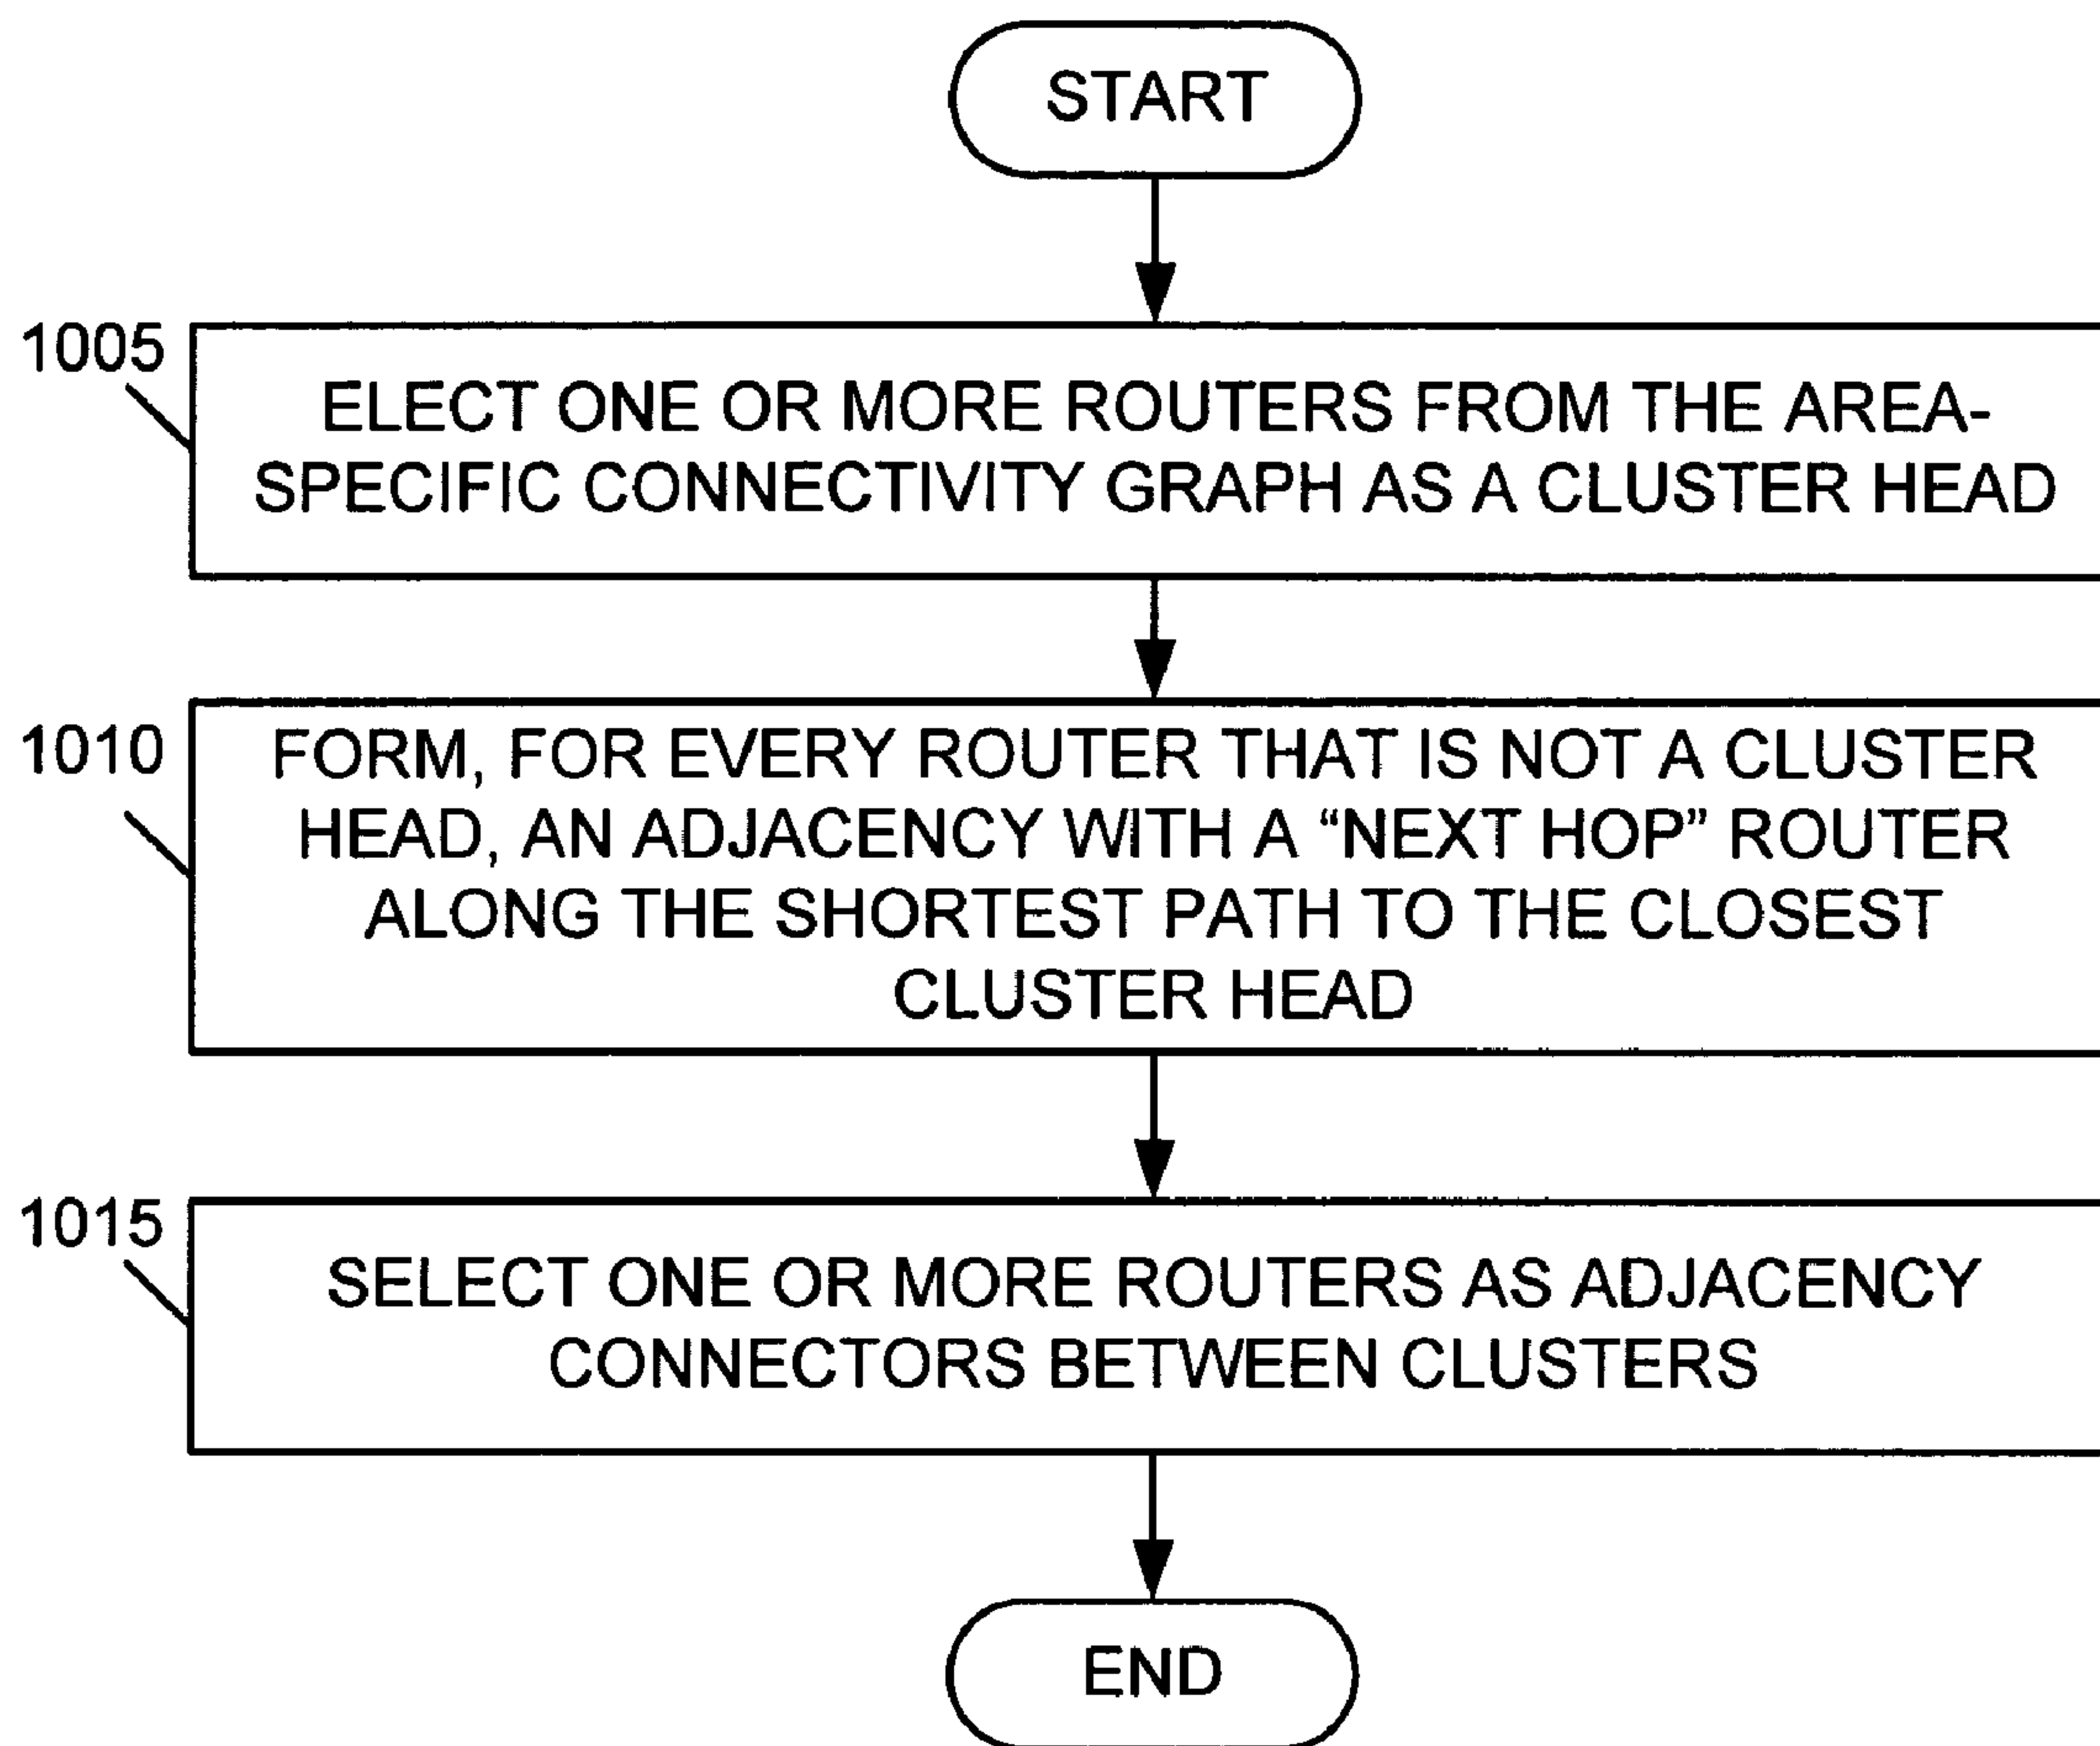 START
1005
ELECT ONE OR MORE ROUTERS FROM THE AREA-
SPECIFIC CONNECTIVITY GRAPH AS A CLUSTER HEAD
1010
FORM, FOR EVERY ROUTER THAT IS NOT A CLUSTER
HEAD, AN ADJACENCY WITH A “NEXT HOP” ROUTER
ALONG THE SHORTEST PATH TO THE CLOSEST
CLUSTER HEAD
1015
SELECT ONE OR MORE ROUTERS AS ADJACENCY
CONNECTORS BETWEEN CLUSTERS
END